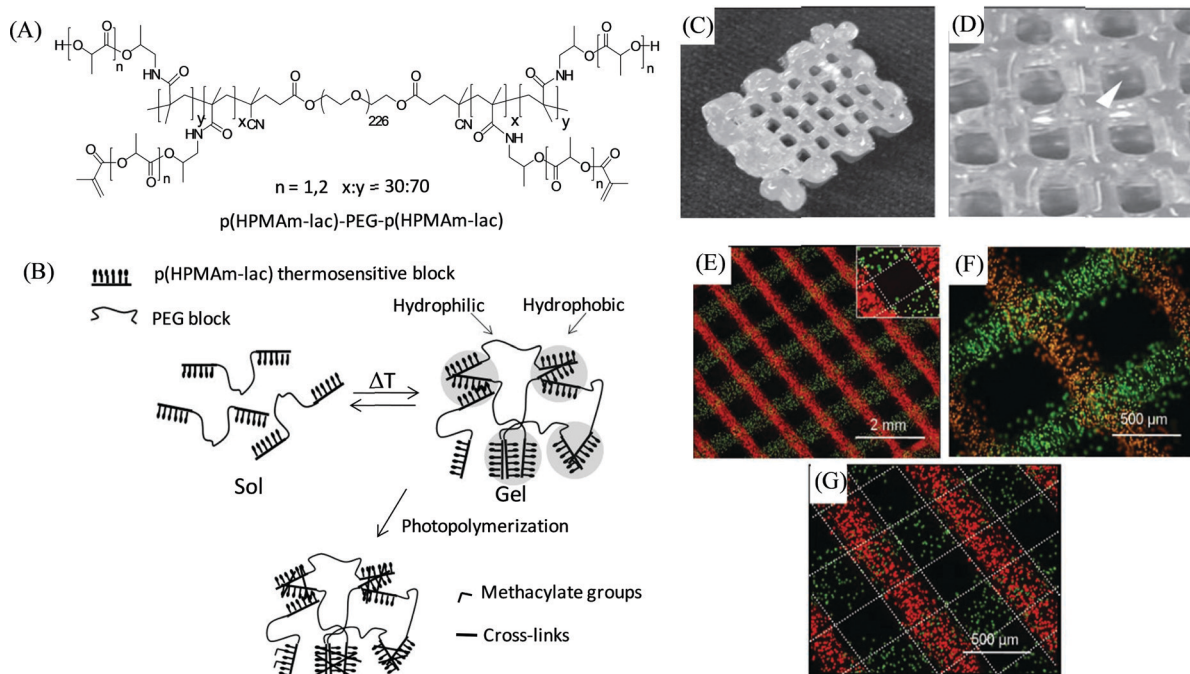 (A)
H
O
O
O
n
HN
O
y
x
CN
NH
O
O
O
O
n
O
O
O
226
O
O
CN
x
y
O
HN
O
NH
O
O
O
H
n
O
O
O
n
O
n = 1,2 x:y = 30:70
p(HPMAm-lac)-PEG-p(HPMAm-lac)
(B)
p(HPMAm-lac) thermosensitive block
PEG block
Hydrophilic
Hydrophobic
ΔT
Sol
Gel
Photopolymerization
Methacylate groups
Cross-links
(C)
(D)
(E)
2 mm
(F)
500 µm
(G)
500 µm